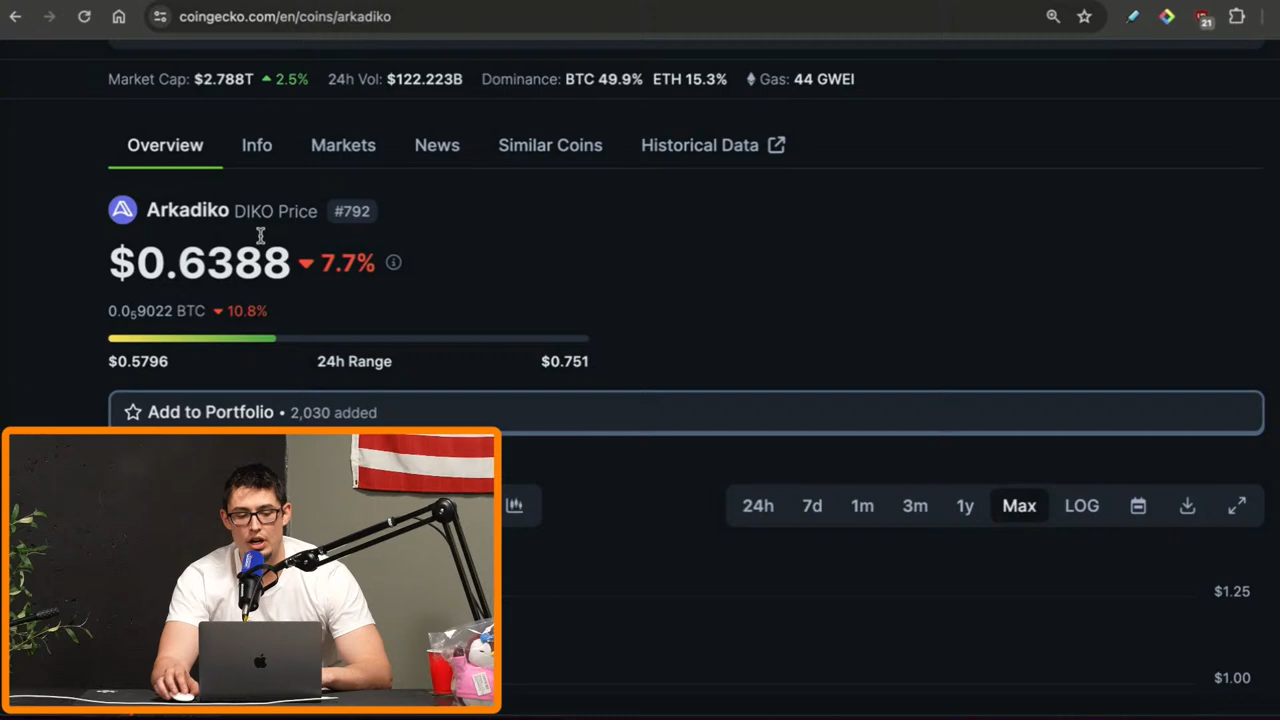 coingecko.com/en/coins/arkadiko
21
Market Cap: $2.788T 2.5% 24h Vol: $122.223B Dominance: BTC 49.9% ETH 15.3% Gas: 44 GWEI
Overview Info Markets News Similar Coins Historical Data
Arkadiko DIKO Price #792
$0.6388 7.7%
0.0₅9022 BTC 10.8%
$0.5796 24h Range $0.751
Add to Portfolio • 2,030 added
24h 7d 1m 3m 1y Max LOG
$1.25
$1.00